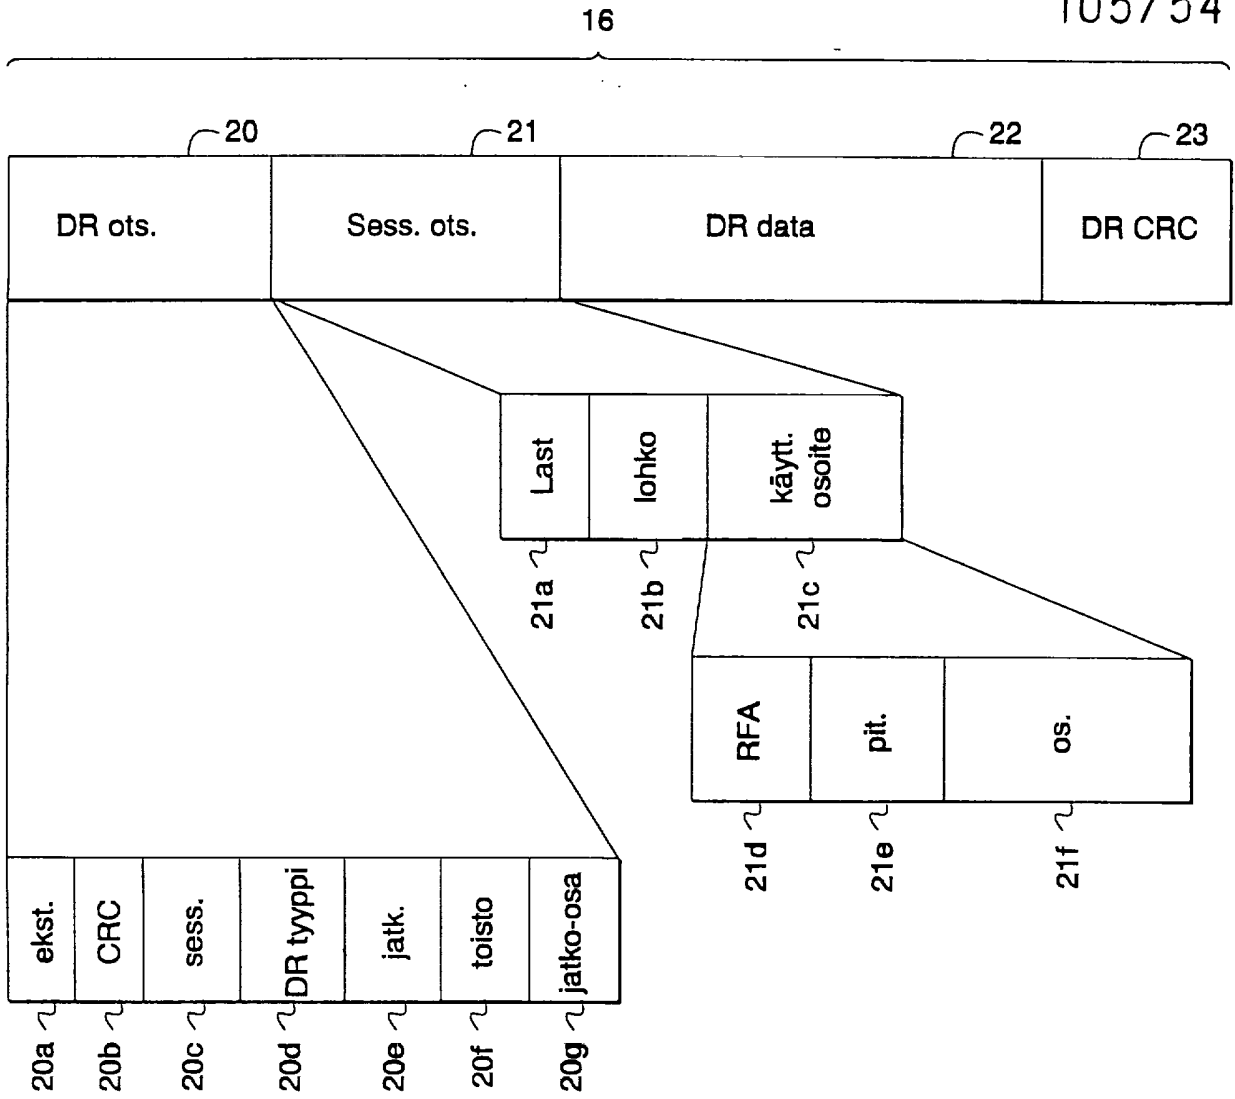 16
20
21
22
23
DR ots.
Sess. ots.
DR data
DR CRC
Last
lohko
käytt.
osoite
21a
21b
21c
RFA
pit.
os.
21d
21e
21f
ekst.
CRC
sess.
DR tyyppi
jatk.
toisto
jatko-osa
20a
20b
20c
20d
20e
20f
20g